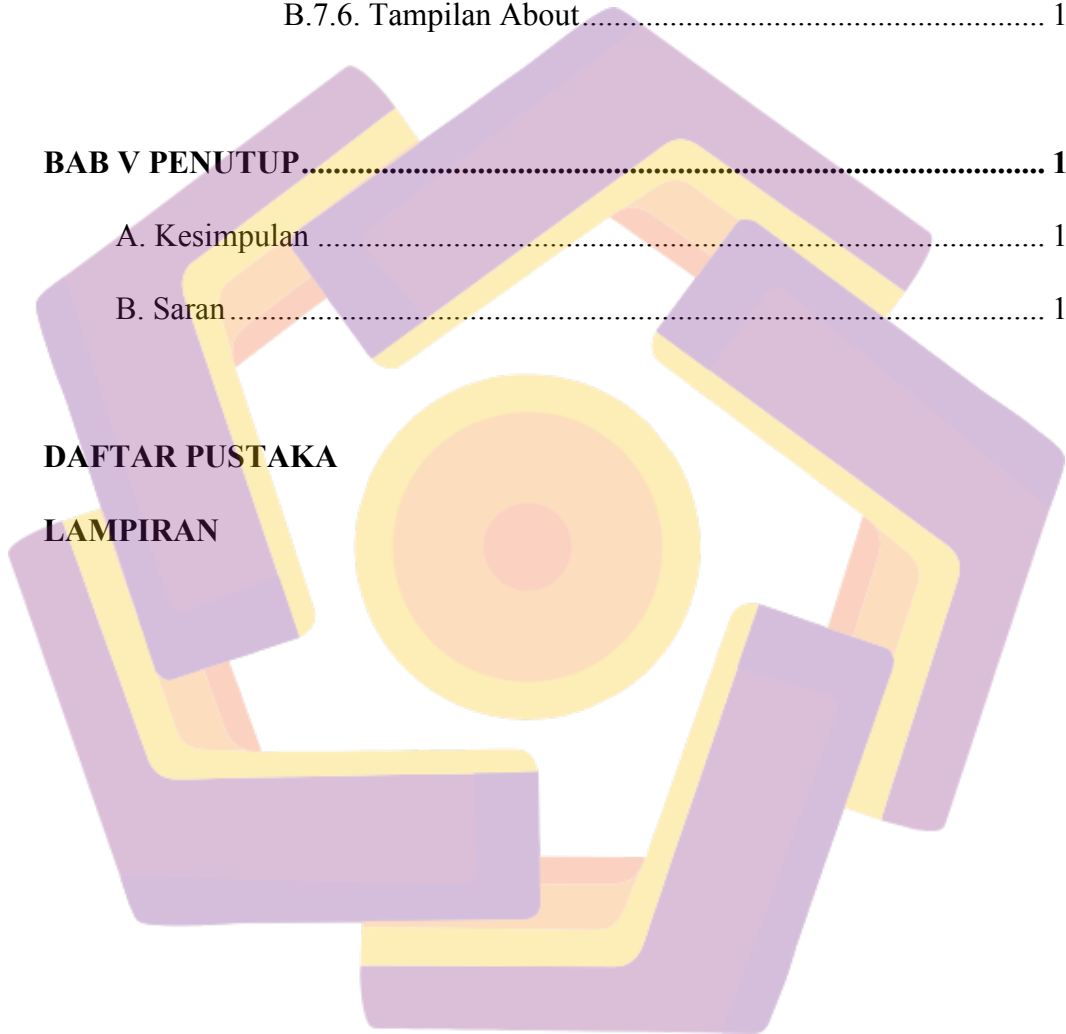 B.7.6. Tampilan About............................................................... 1
BAB V PENUTUP.............................................................................................. 1
A. Kesimpulan .................................................................................................. 1
B. Saran ............................................................................................................. 1
DAFTAR PUSTAKA
LAMPIRAN